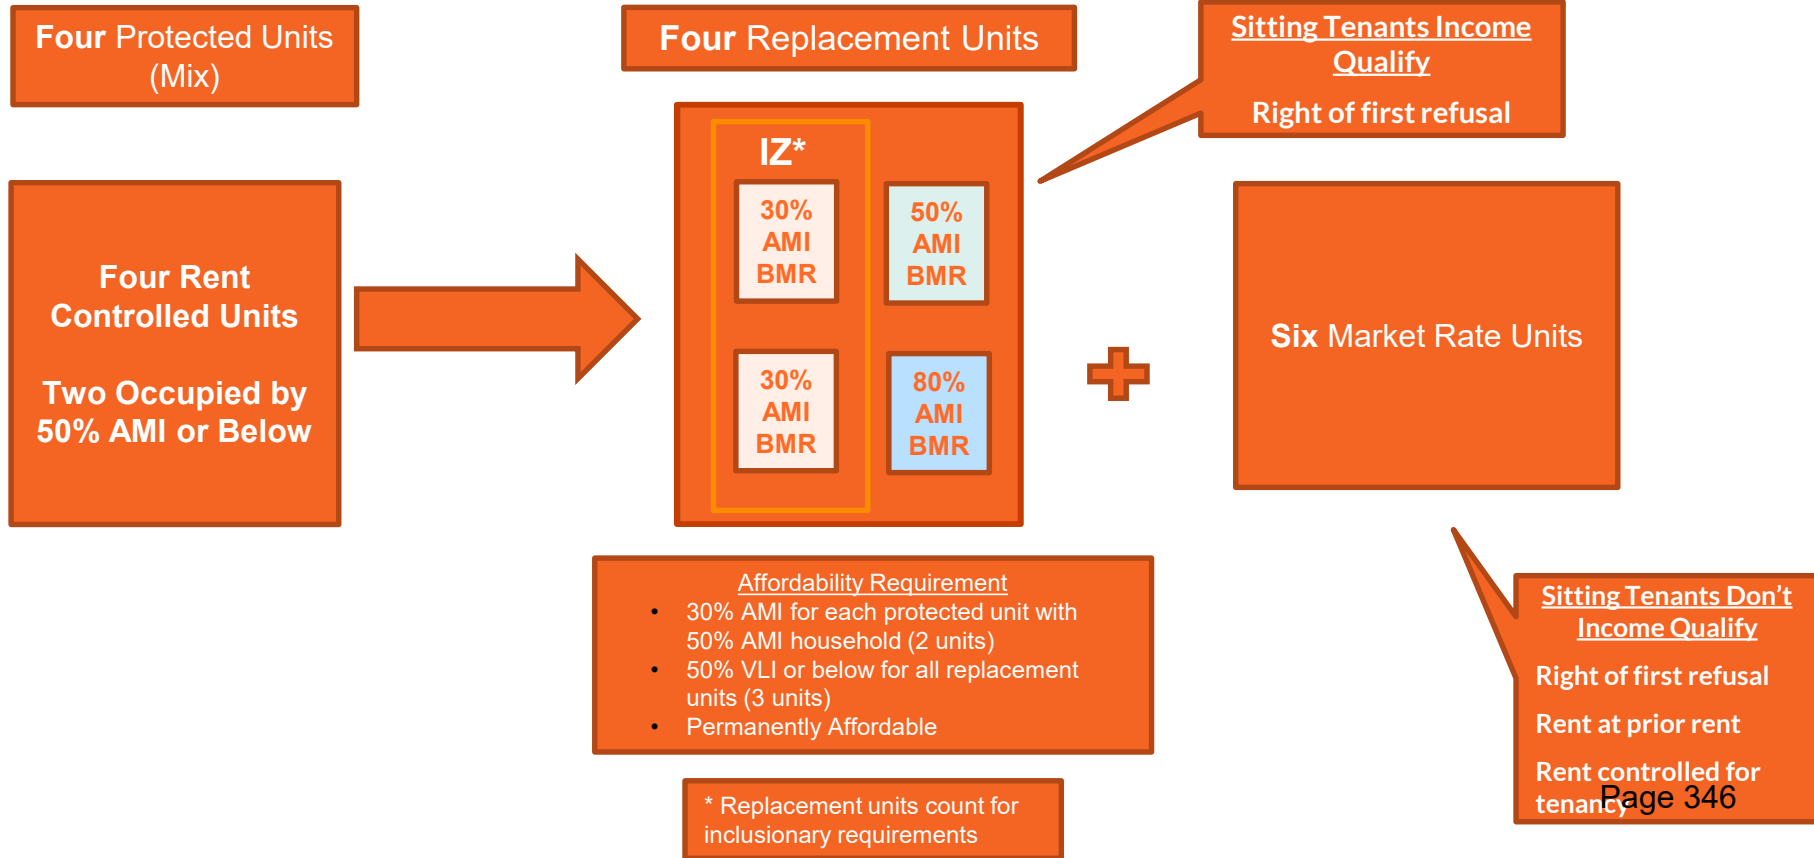 Four Protected Units
(Mix)
Four Replacement Units
Sitting Tenants Income
Qualify
Right of first refusal
Four Rent
Controlled Units
Two Occupied by
50% AMI or Below
IZ*
30%
AMI
BMR
50%
AMI
BMR
30%
AMI
BMR
80%
AMI
BMR
Six Market Rate Units
Affordability Requirement
• 30% AMI for each protected unit with
50% AMI household (2 units)
• 50% VLI or below for all replacement
units (3 units)
• Permanently Affordable
* Replacement units count for
inclusionary requirements
Sitting Tenants Don't
Income Qualify
Right of first refusal
Rent at prior rent
Rent controlled for
tenancy
Page 346